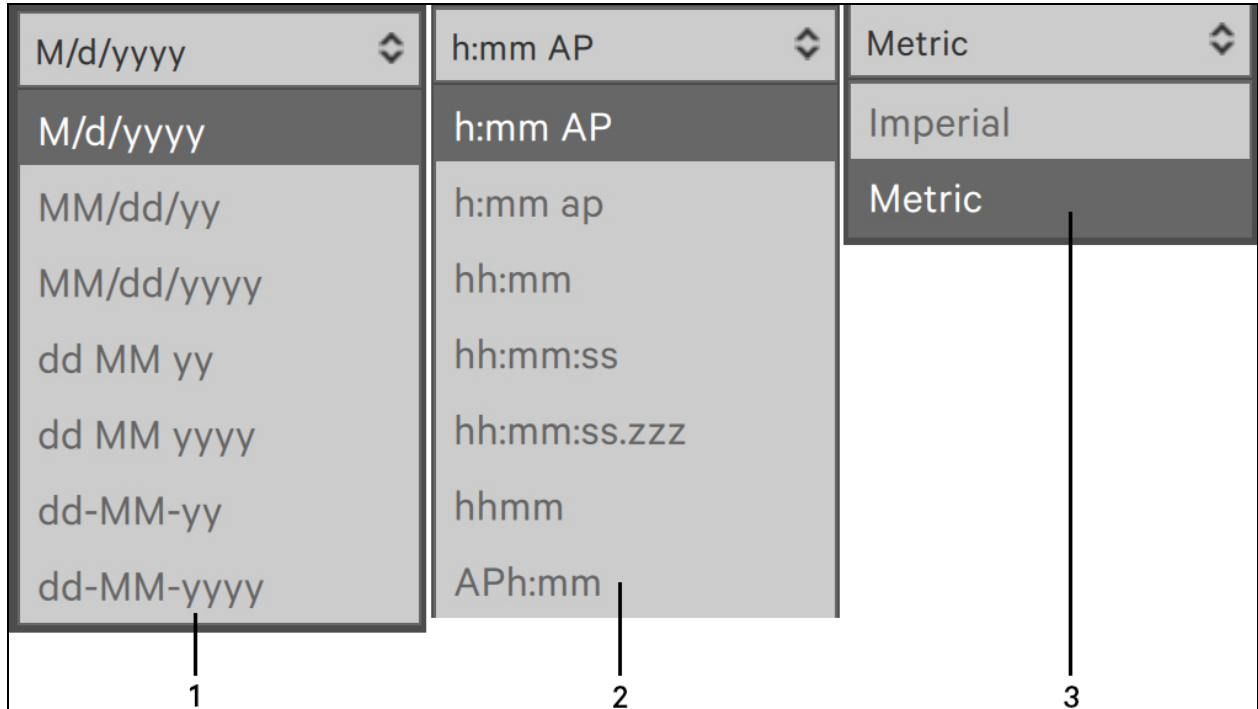 M/d/yyyy
M/d/yyyy
MM/dd/yy
MM/dd/yyyy
dd MM yy
dd MM yyyy
dd-MM-yy
dd-MM-yyyy
1
h:mm AP
h:mm AP
h:mm ap
hh:mm
hh:mm:ss
hh:mm:ss.zzz
hhmm
APh:mm
2
Metric
Imperial
Metric
3